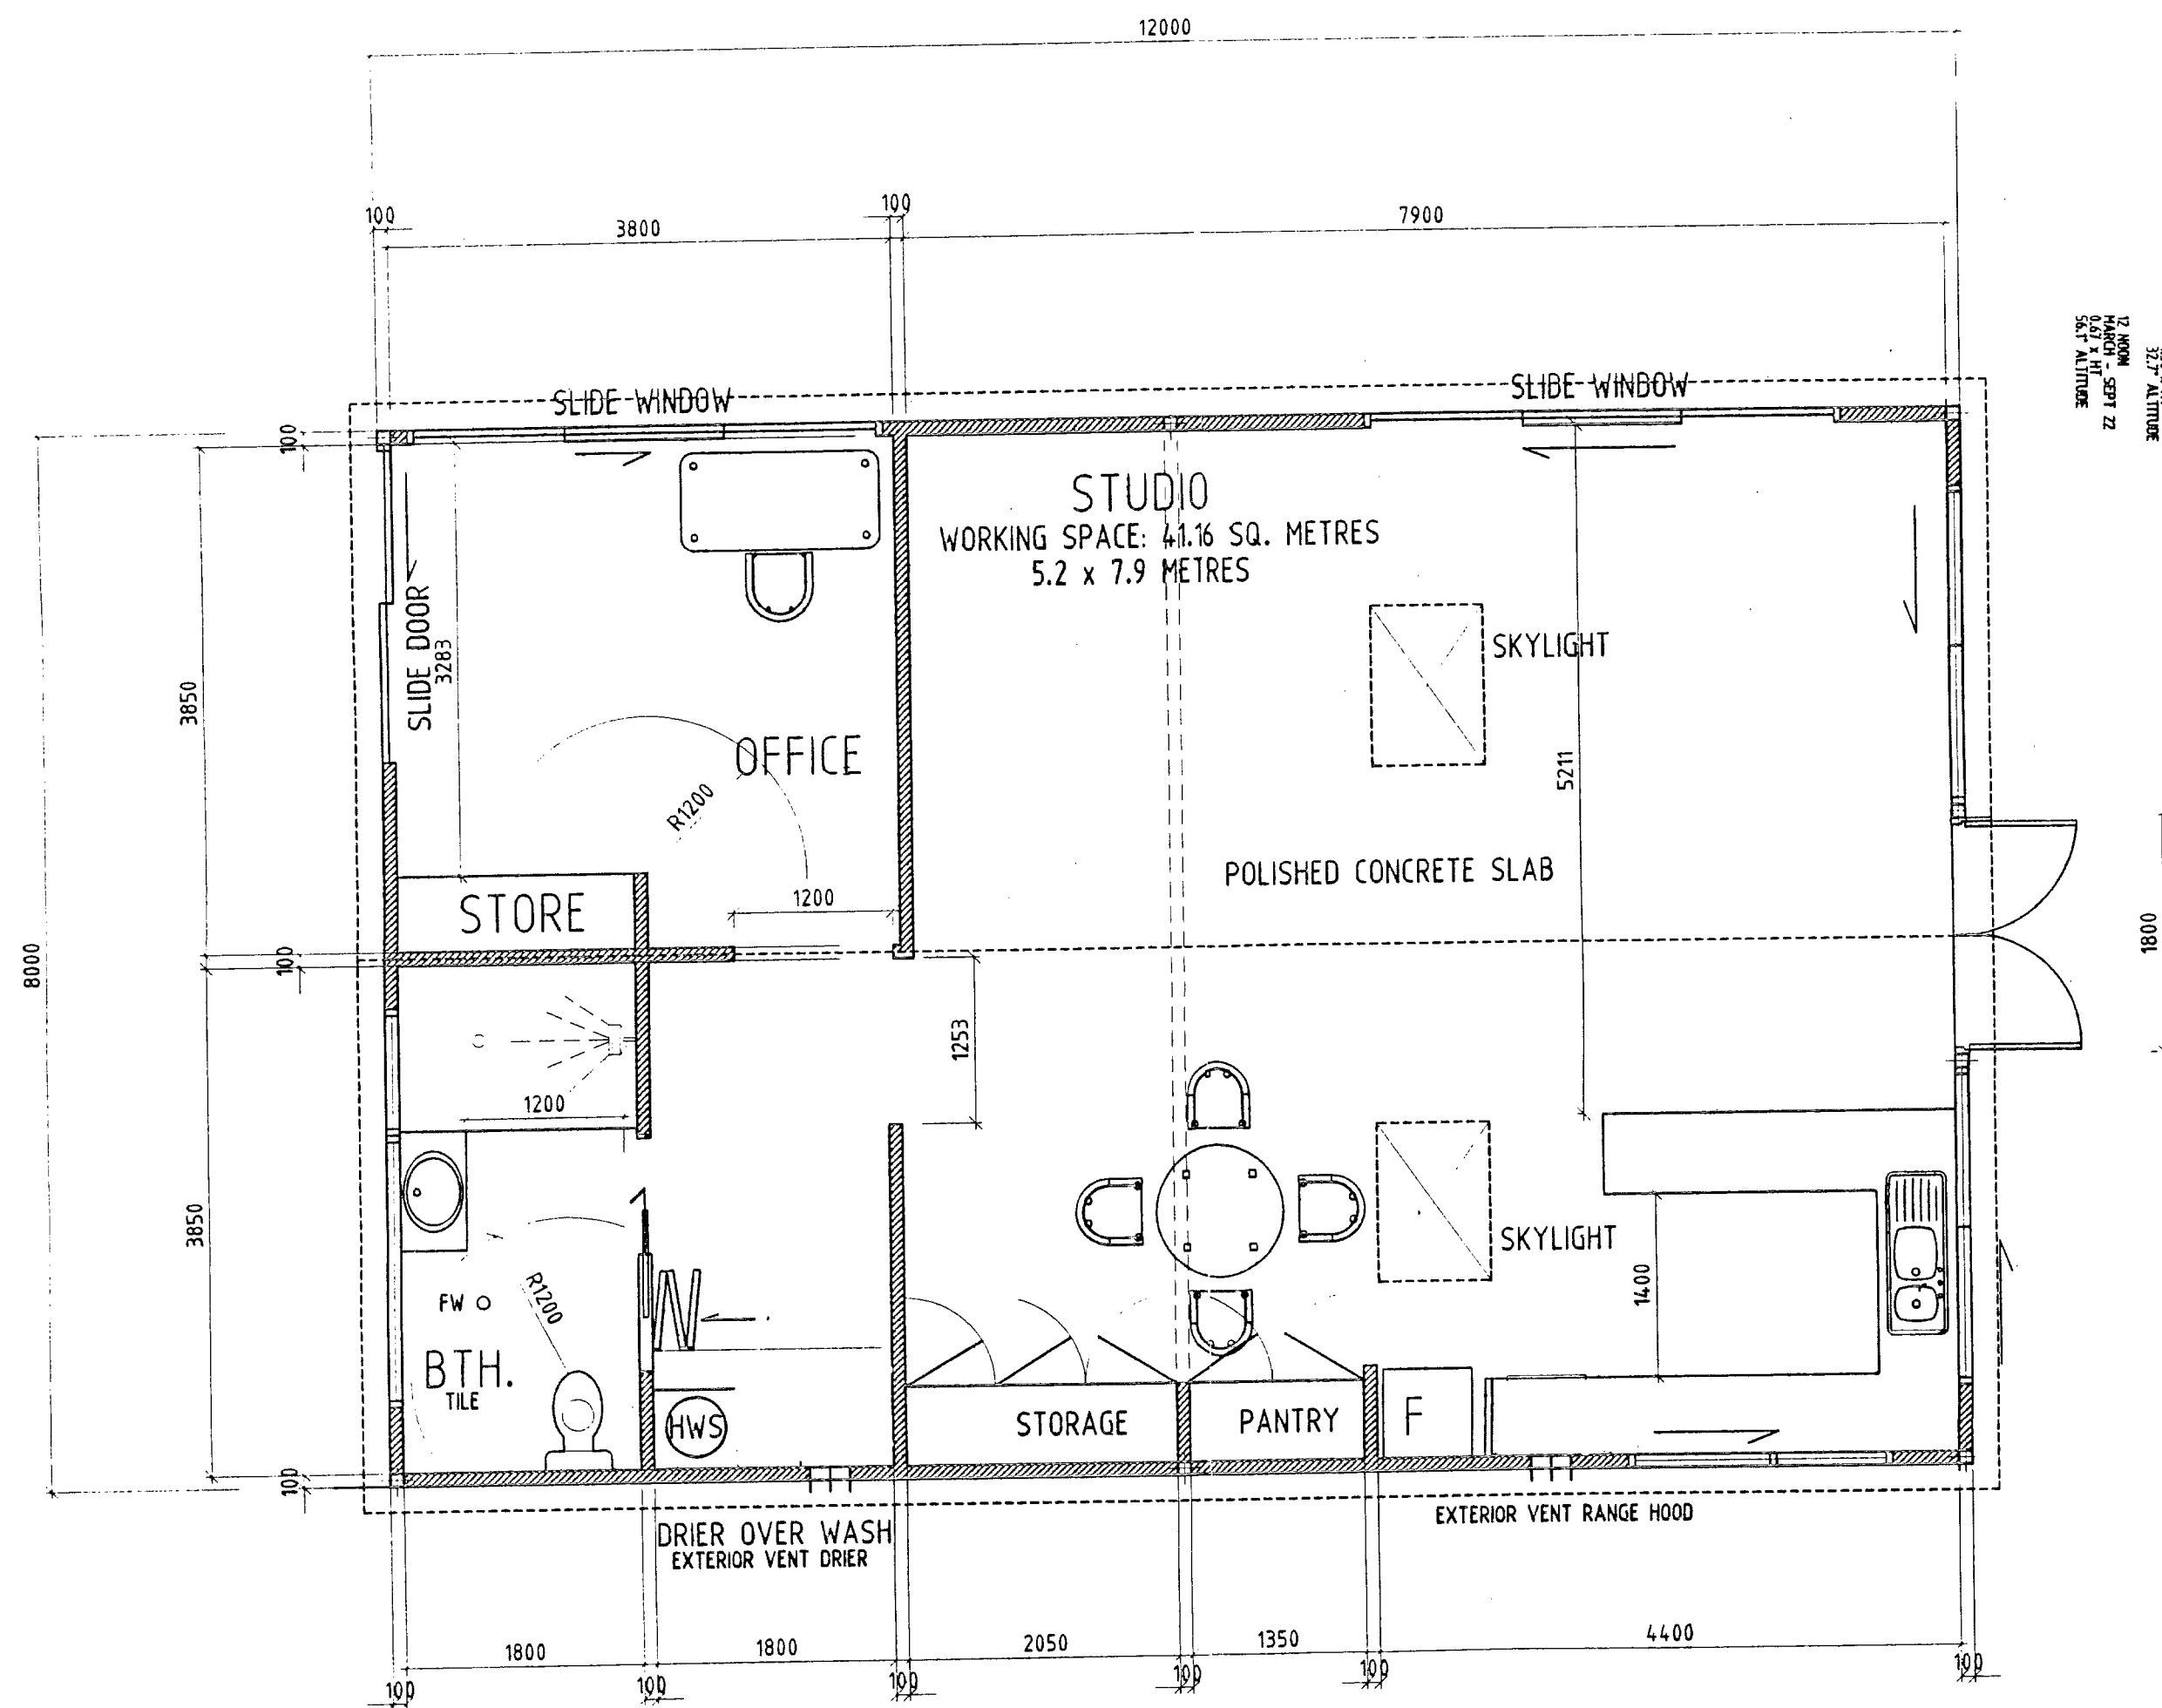 12000
100
3800
100
7900
32.7° ALTITUDE
12 NOON
MARCH - SEPT 22
0.67 x HT
56.1° ALTITUDE
SLIDE WINDOW
SLIDE WINDOW
100
STUDIO
WORKING SPACE: 41.16 SQ. METRES
5.2 x 7.9 METRES
SLIDE DOOR
3283
SKYLIGHT
3850
OFFICE
R1200
5211
POLISHED CONCRETE SLAB
STORE
1200
8000
100
1800
1253
1200
3850
SKYLIGHT
1400
FW
R1200
BTH.
TILE
HWS
STORAGE
PANTRY
F
100
DRIER OVER WASH
EXTERIOR VENT DRIER
EXTERIOR VENT RANGE HOOD
1800
1800
2050
1350
4400
100
100
100
100
100
100